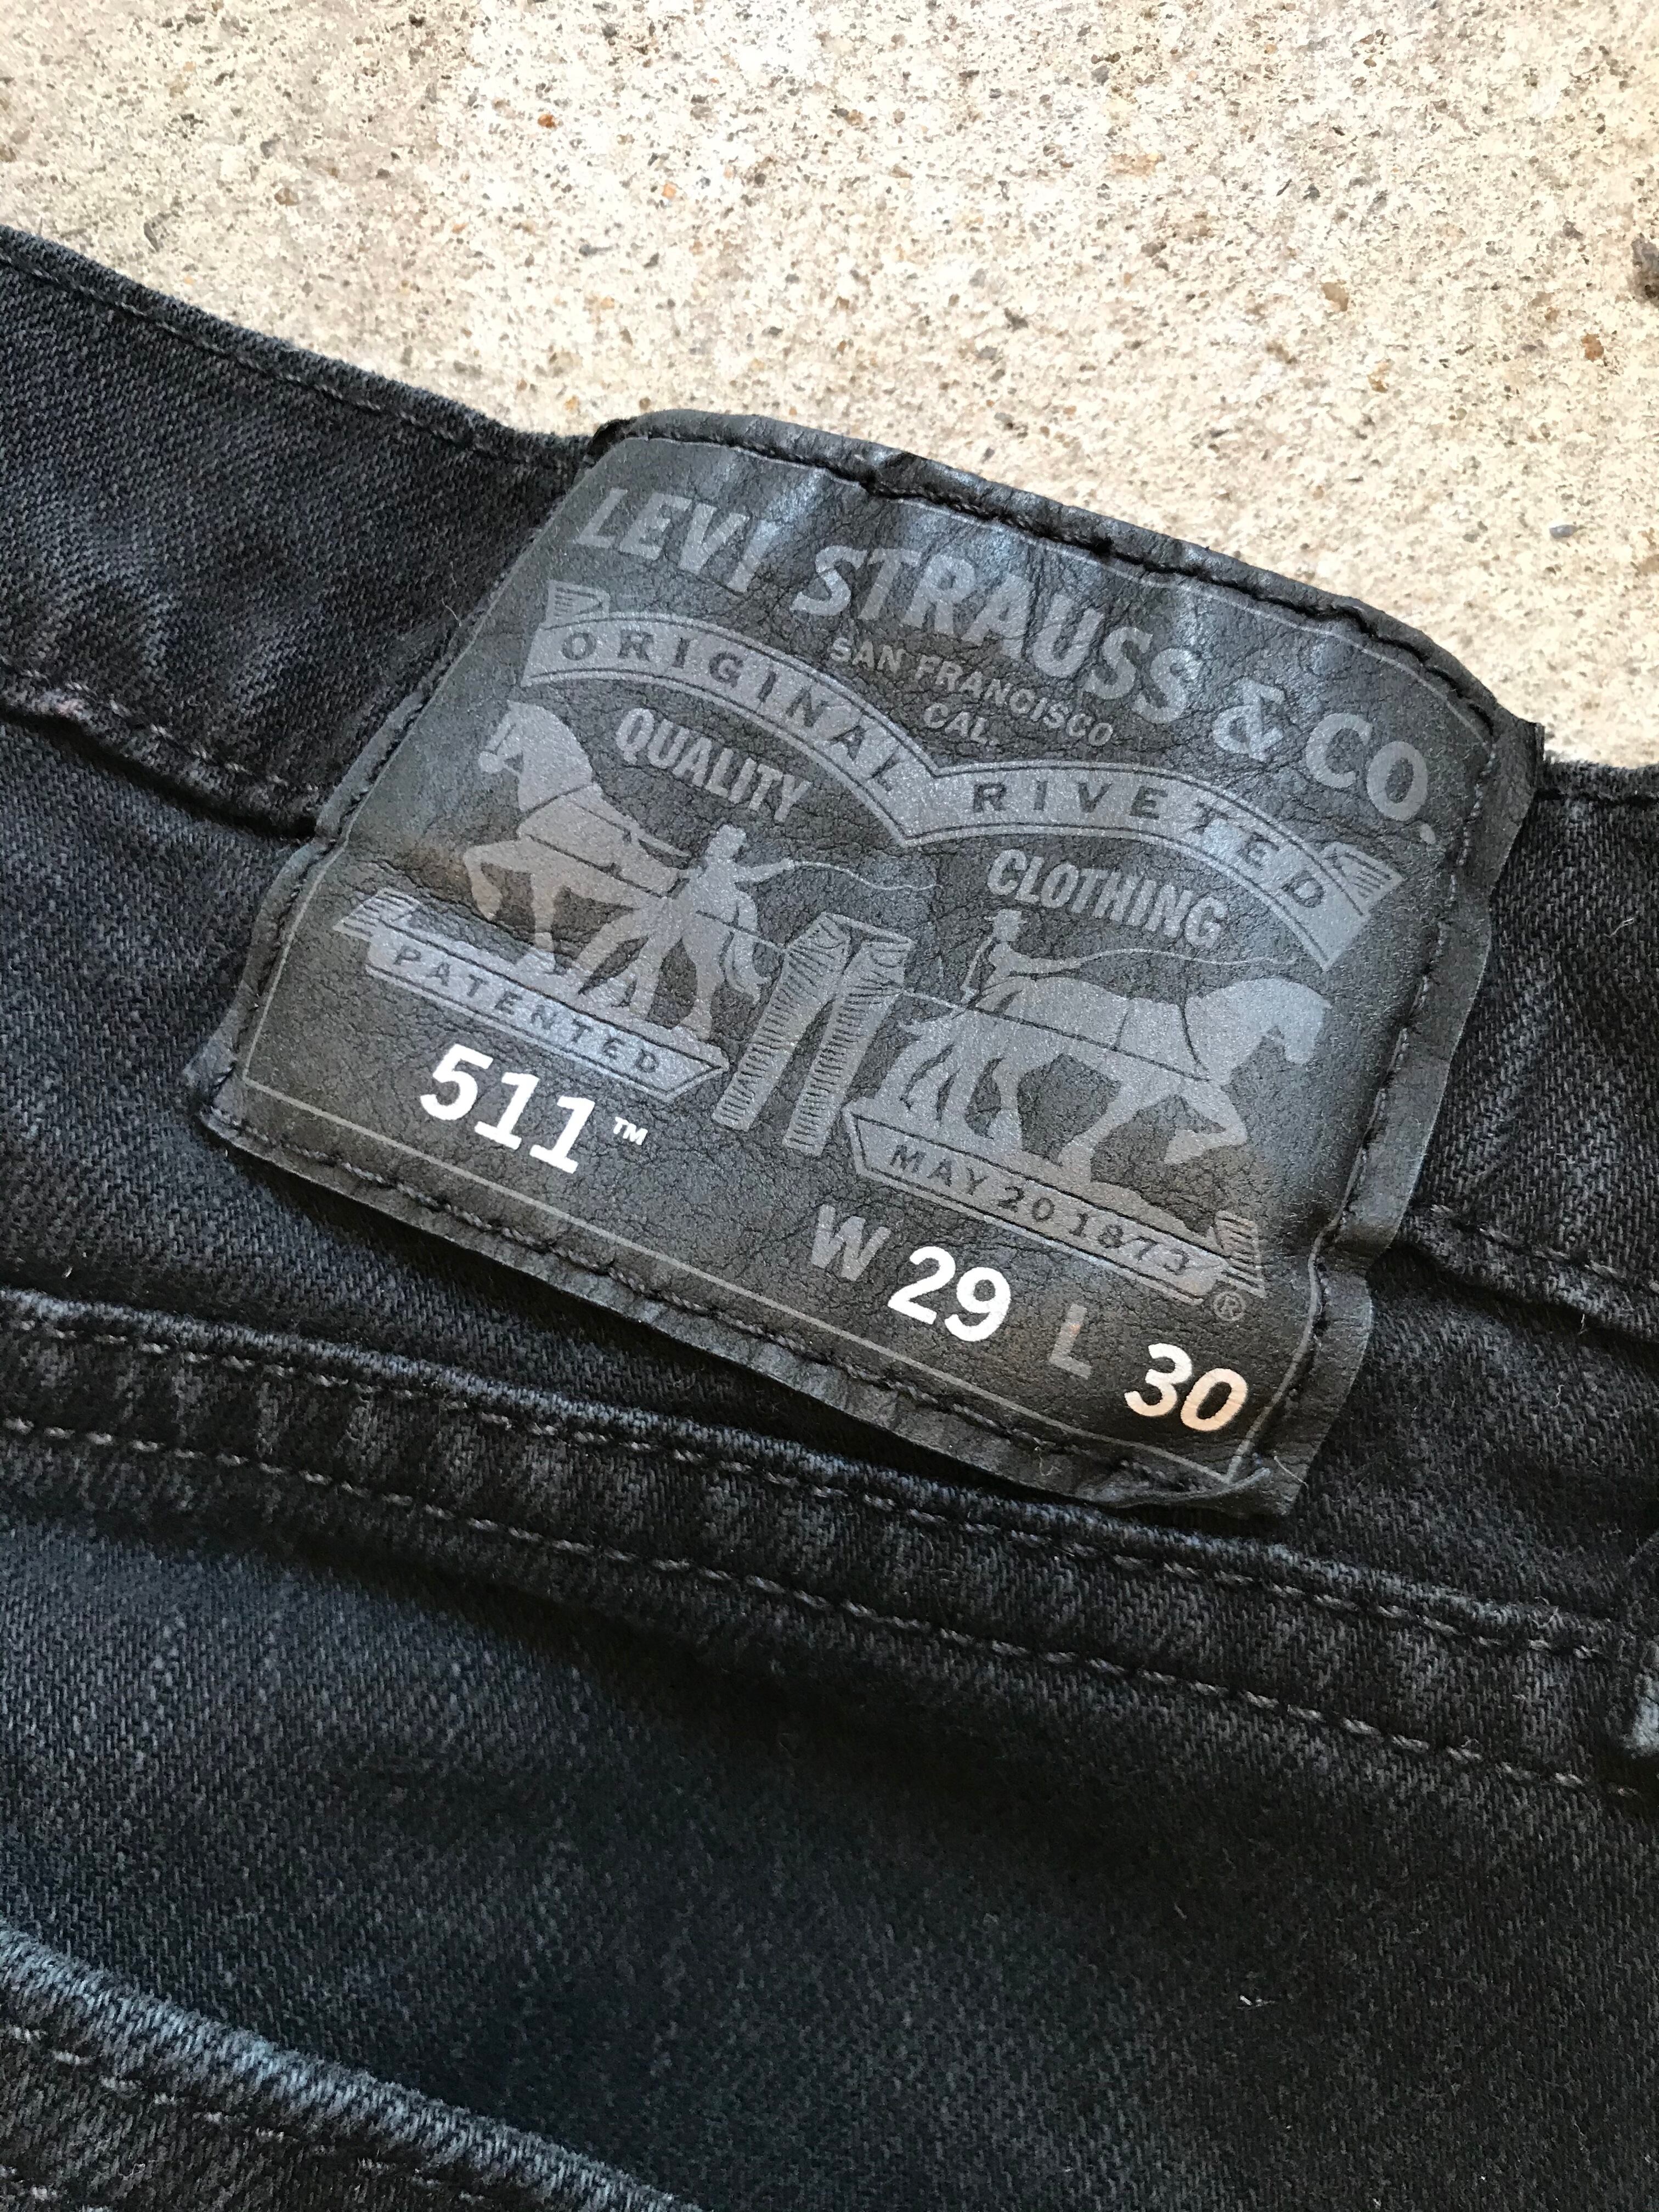 LEVI STRAUSS & CO.
SAN FRANCISCO
CAL.
ORIGINAL RIVETED
QUALITY CLOTHING
PATENTED
MAY 20 1873
®
511™
W 29 L 30